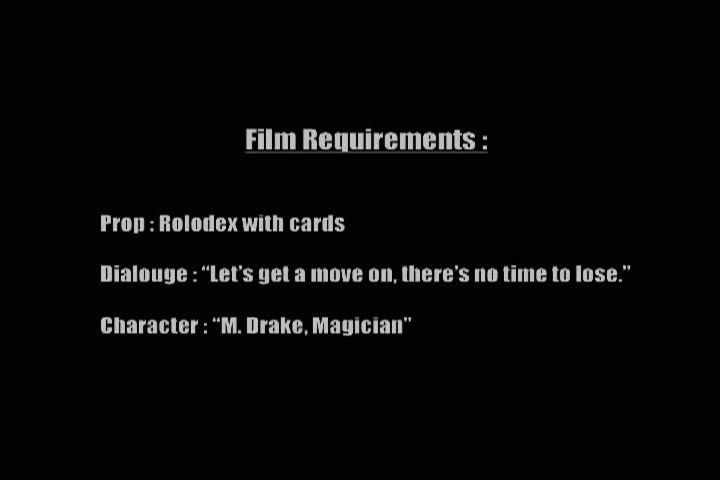 Film Requirements :
Prop : Rolodex with cards
Dialouge : “Let’s get a move on, there’s no time to lose.”
Character : “M. Drake, Magician”